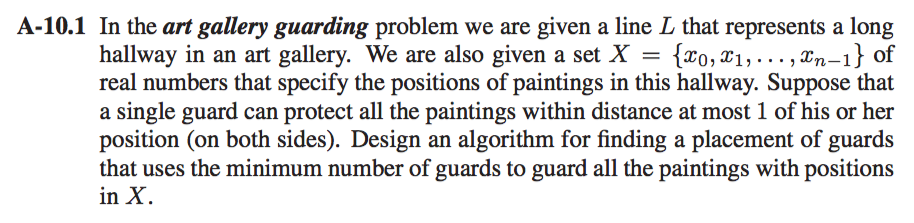 A-10.1 In the art gallery guarding problem we are given a line L that represents a long
hallway in an art gallery. We are also given a set X = {x₀, x₁, . . . , xₙ₋₁} of
real numbers that specify the positions of paintings in this hallway. Suppose that
a single guard can protect all the paintings within distance at most 1 of his or her
position (on both sides). Design an algorithm for finding a placement of guards
that uses the minimum number of guards to guard all the paintings with positions
in X.